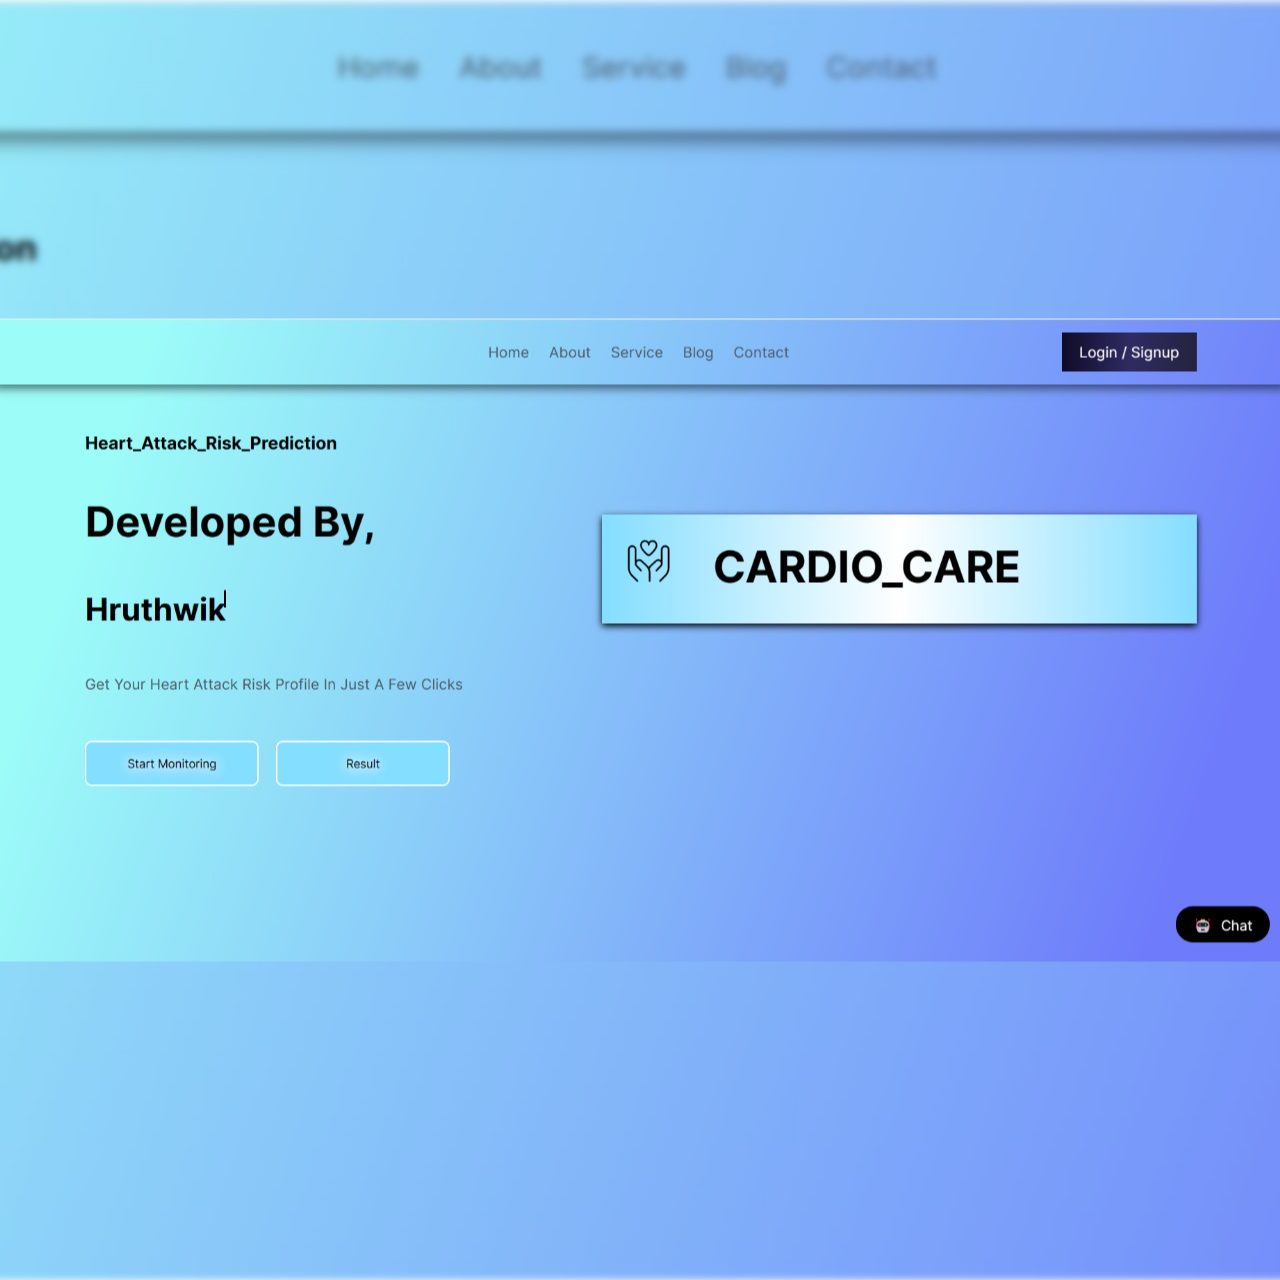 Home About Service Blog Contact
on
Home About Service Blog Contact Login / Signup
Heart_Attack_Risk_Prediction
Developed By,
Hruthwik
CARDIO_CARE
Get Your Heart Attack Risk Profile In Just A Few Clicks
Start Monitoring Result
Chat